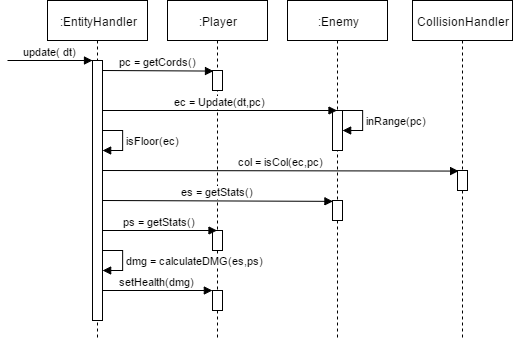 :EntityHandler
:Player
:Enemy
CollisionHandler
update( dt)
pc = getCords()
ec = Update(dt,pc)
inRange(pc)
isFloor(ec)
col = isCol(ec,pc)
es = getStats()
ps = getStats()
dmg = calculateDMG(es,ps)
setHealth(dmg)